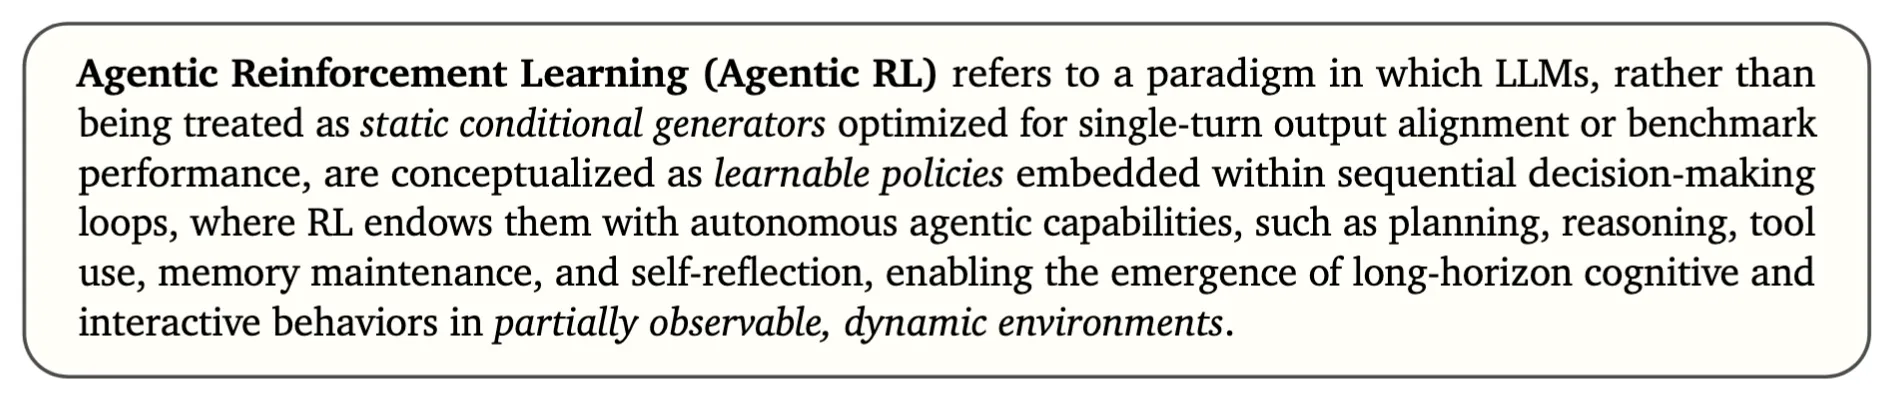 Agentic Reinforcement Learning (Agentic RL) refers to a paradigm in which LLMs, rather than
being treated as static conditional generators optimized for single-turn output alignment or benchmark
performance, are conceptualized as learnable policies embedded within sequential decision-making
loops, where RL endows them with autonomous agentic capabilities, such as planning, reasoning, tool
use, memory maintenance, and self-reflection, enabling the emergence of long-horizon cognitive and
interactive behaviors in partially observable, dynamic environments.